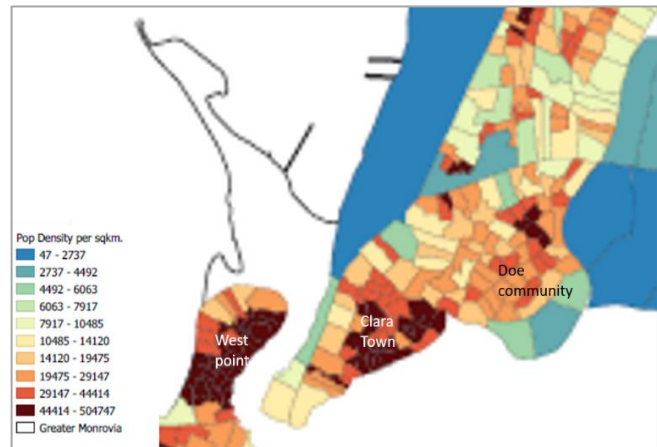 Pop Density per sqkm.
47 - 2737
2737 - 4492
4492 - 6063
6063 - 7917
7917 - 10485
10485 - 14120
14120 - 19475
19475 - 29147
29147 - 44414
44414 - 504747
Greater Monrovia
West
point
Clara
Town
Doe
community